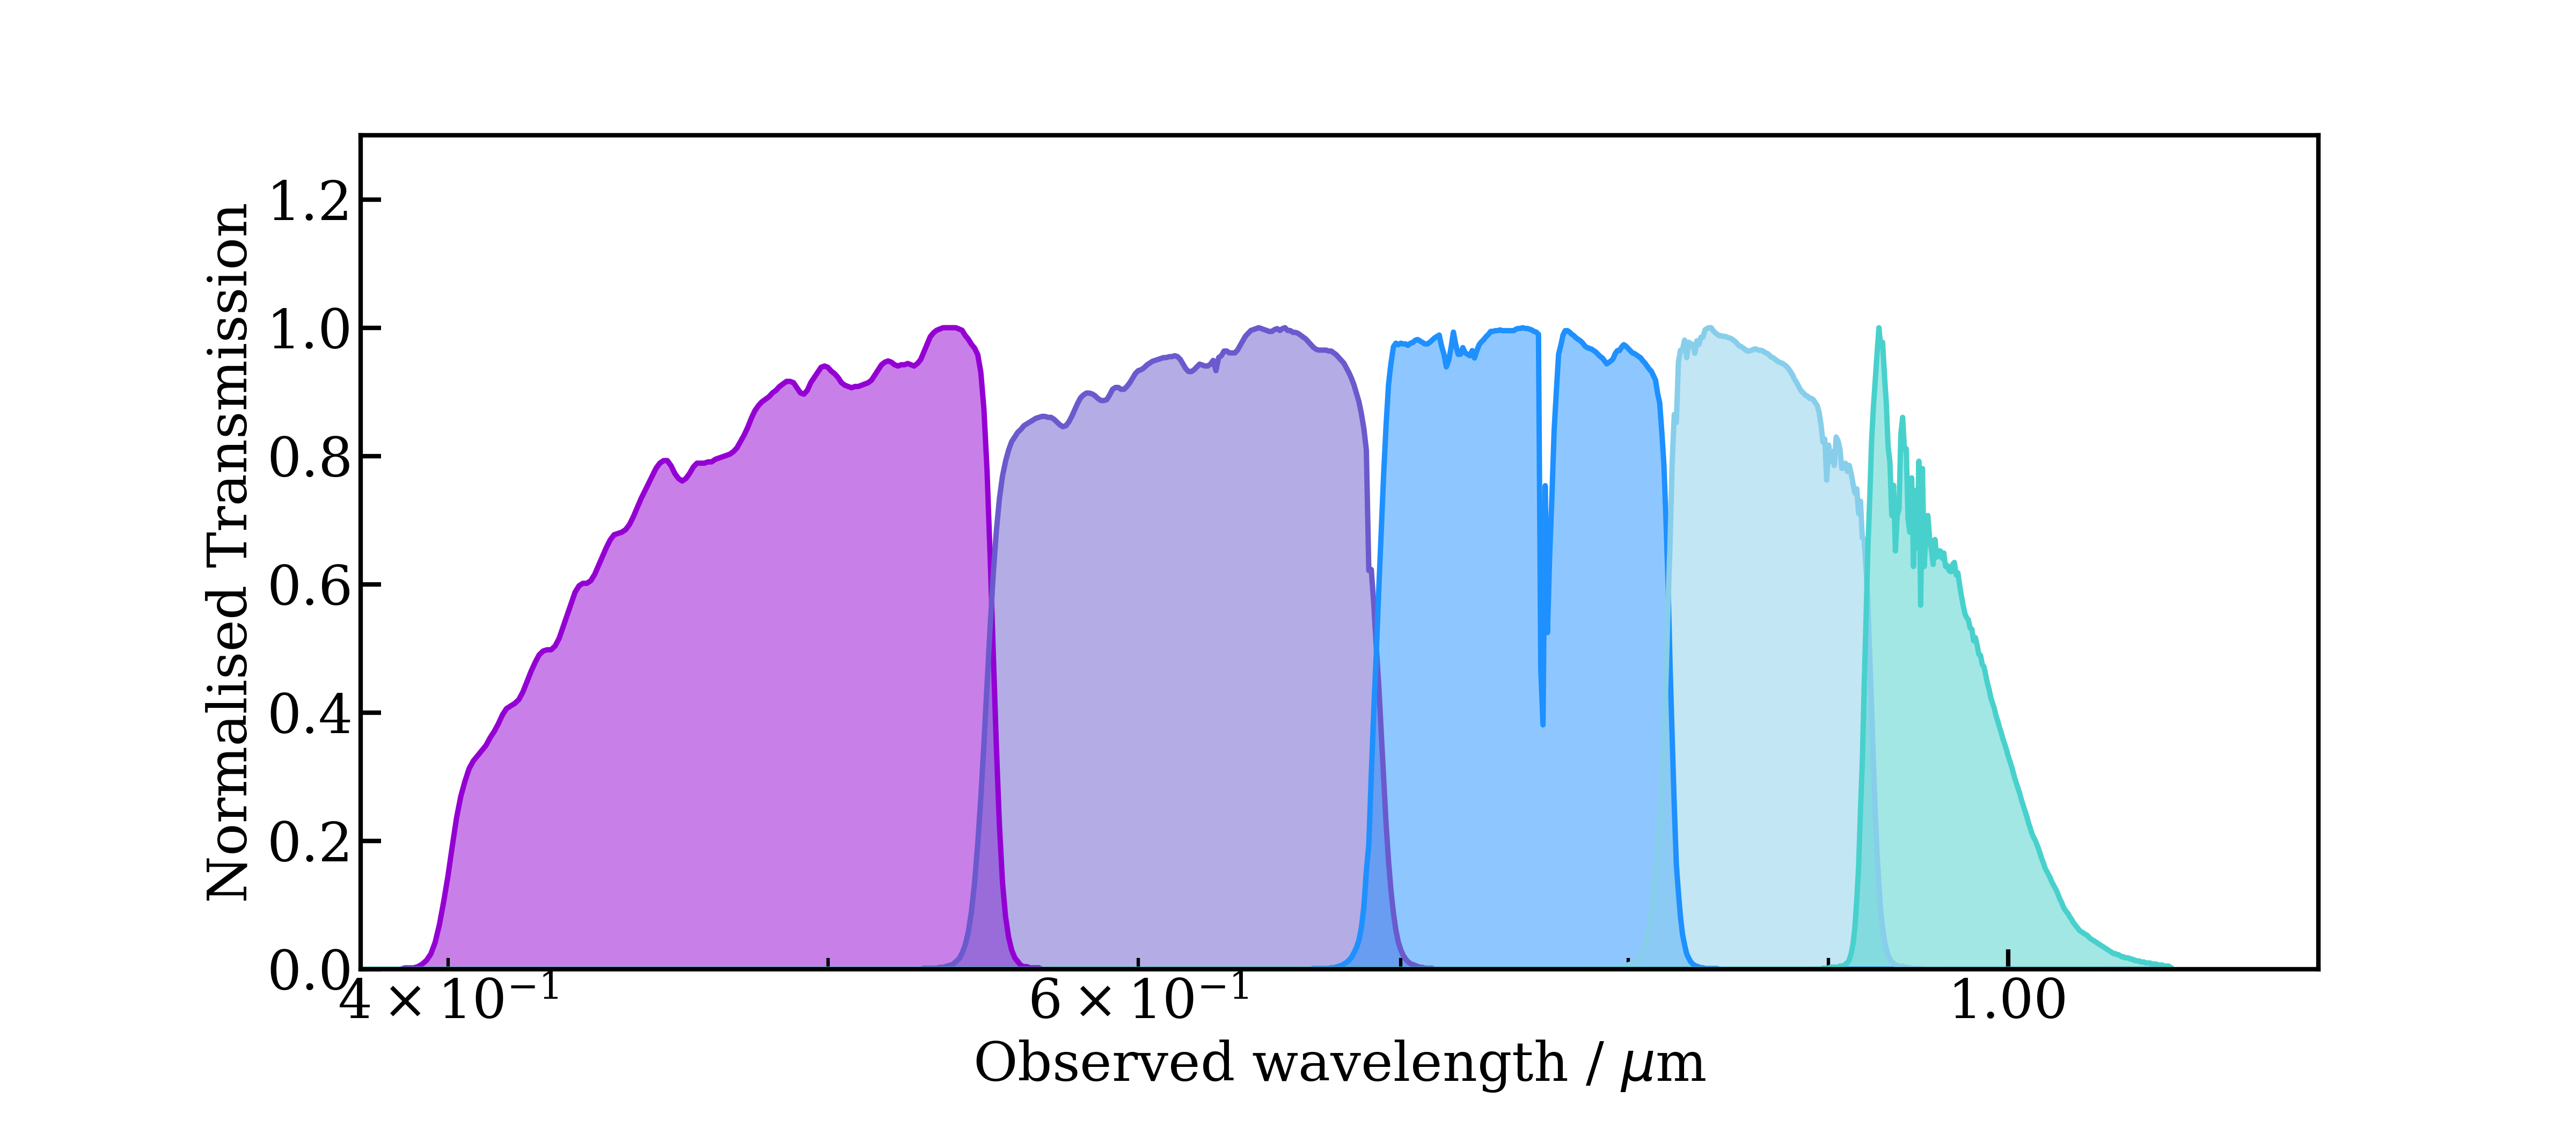 Normalised Transmission
1.2
1.0
0.8
0.6
0.4
0.2
0.0
4 × 10⁻¹ 6 × 10⁻¹ 1.00
Observed wavelength / μm